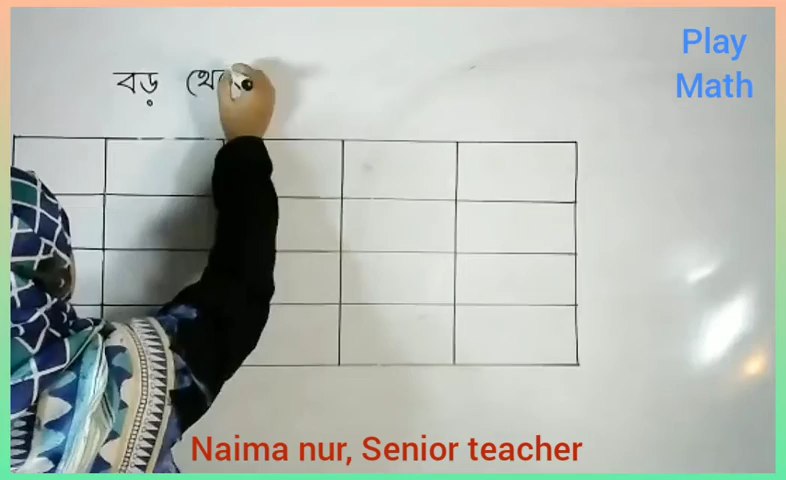 Play
Math
বড়
Naima nur, Senior teacher